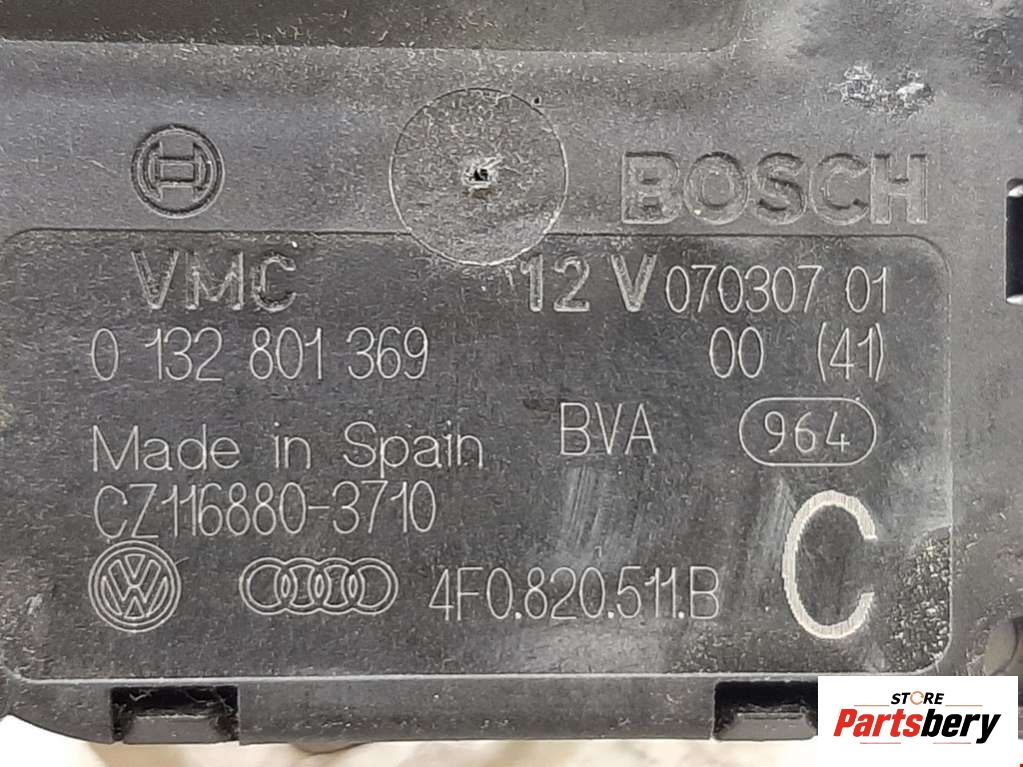 BOSCH
VMC 12 V 070307 01
0 132 801 369 00 (41)
Made in Spain BVA 964
CZ116880-3710 C
4F0.820.511.B
STORE
Partsbery